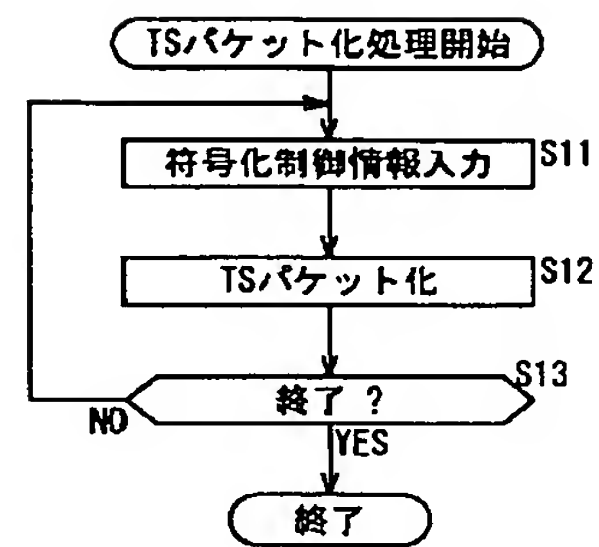 TSパケット化処理開始
符号化制御情報入力
S11
TSパケット化
S12
S13
終了 ?
NO
YES
終了